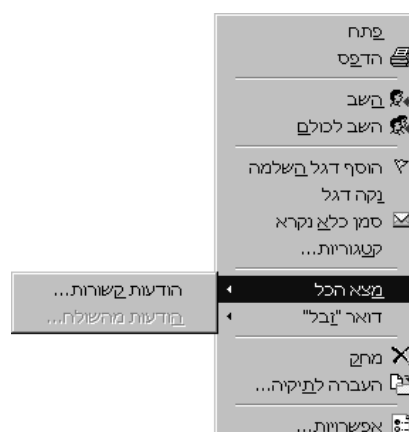 פתח
הדפס
השב
השב לכולם
הוסף דגל השלמה
נקה דגל
סמן כלא נקרא
קטגוריות...
מצא הכל
הודעות קשורות...
דואר "זבל"
הודעות מהשולח...
מחק
העברה לתיקיה...
אפשרויות...